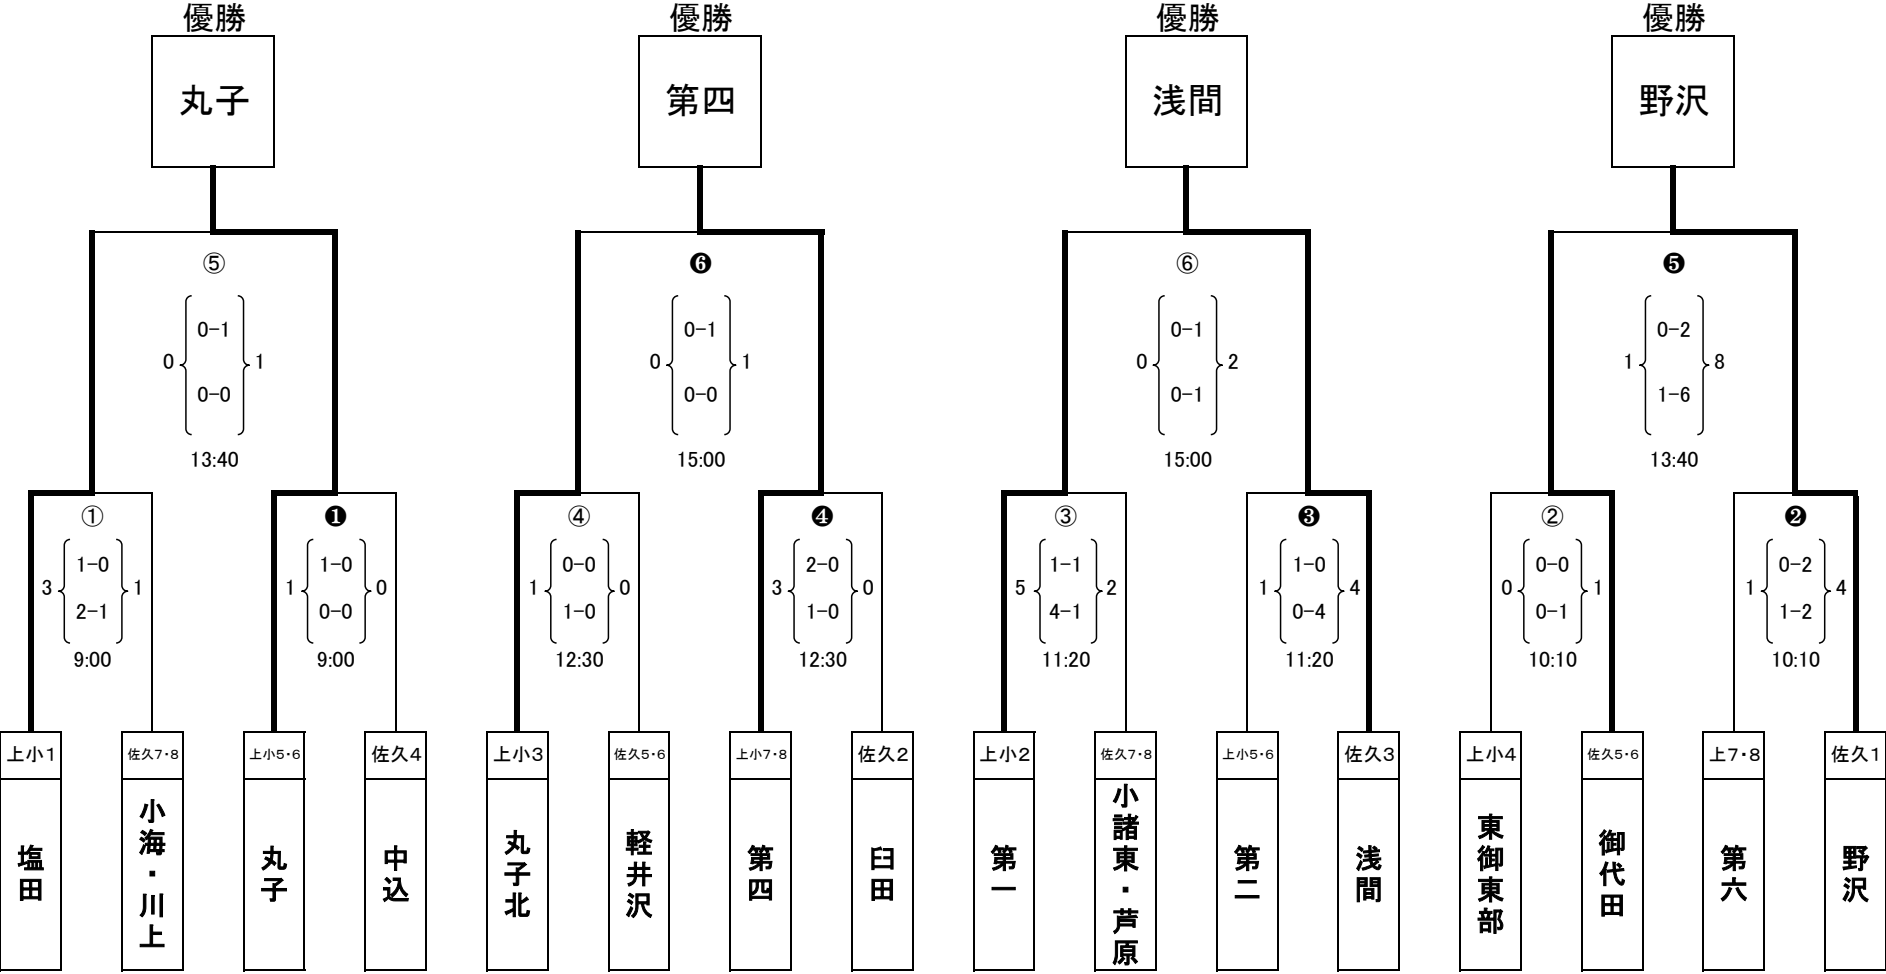 優勝 優勝 優勝 優勝
丸子 第四 浅間 野沢
⑤ ❻ ⑥ ❺
0-1 0-1 0-1 0-2
0 1 0 1 0 2 1 8
0-0 0-0 0-1 1-6
13:40 15:00 15:00 13:40
① ❶ ④ ❹ ③ ❸ ② ❷
1-0 1-0 0-0 2-0 1-1 1-0 0-0 0-2
3 1 1 0 1 0 3 0 5 2 1 4 0 1 1 4
2-1 0-0 1-0 1-0 4-1 0-4 0-1 1-2
9:00 9:00 12:30 12:30 11:20 11:20 10:10 10:10
上小1 佐久7・8 上小5・6 佐久4 上小3 佐久5・6 上小7・8 佐久2 上小2 佐久7・8 上小5・6 佐久3 上小4 佐久5・6 上7・8 佐久1
塩田
小海・川上
丸子
中込
丸子北
軽井沢
第四
臼田
第一
小諸東・芦原
第二
浅間
東御東部
御代田
第六
野沢